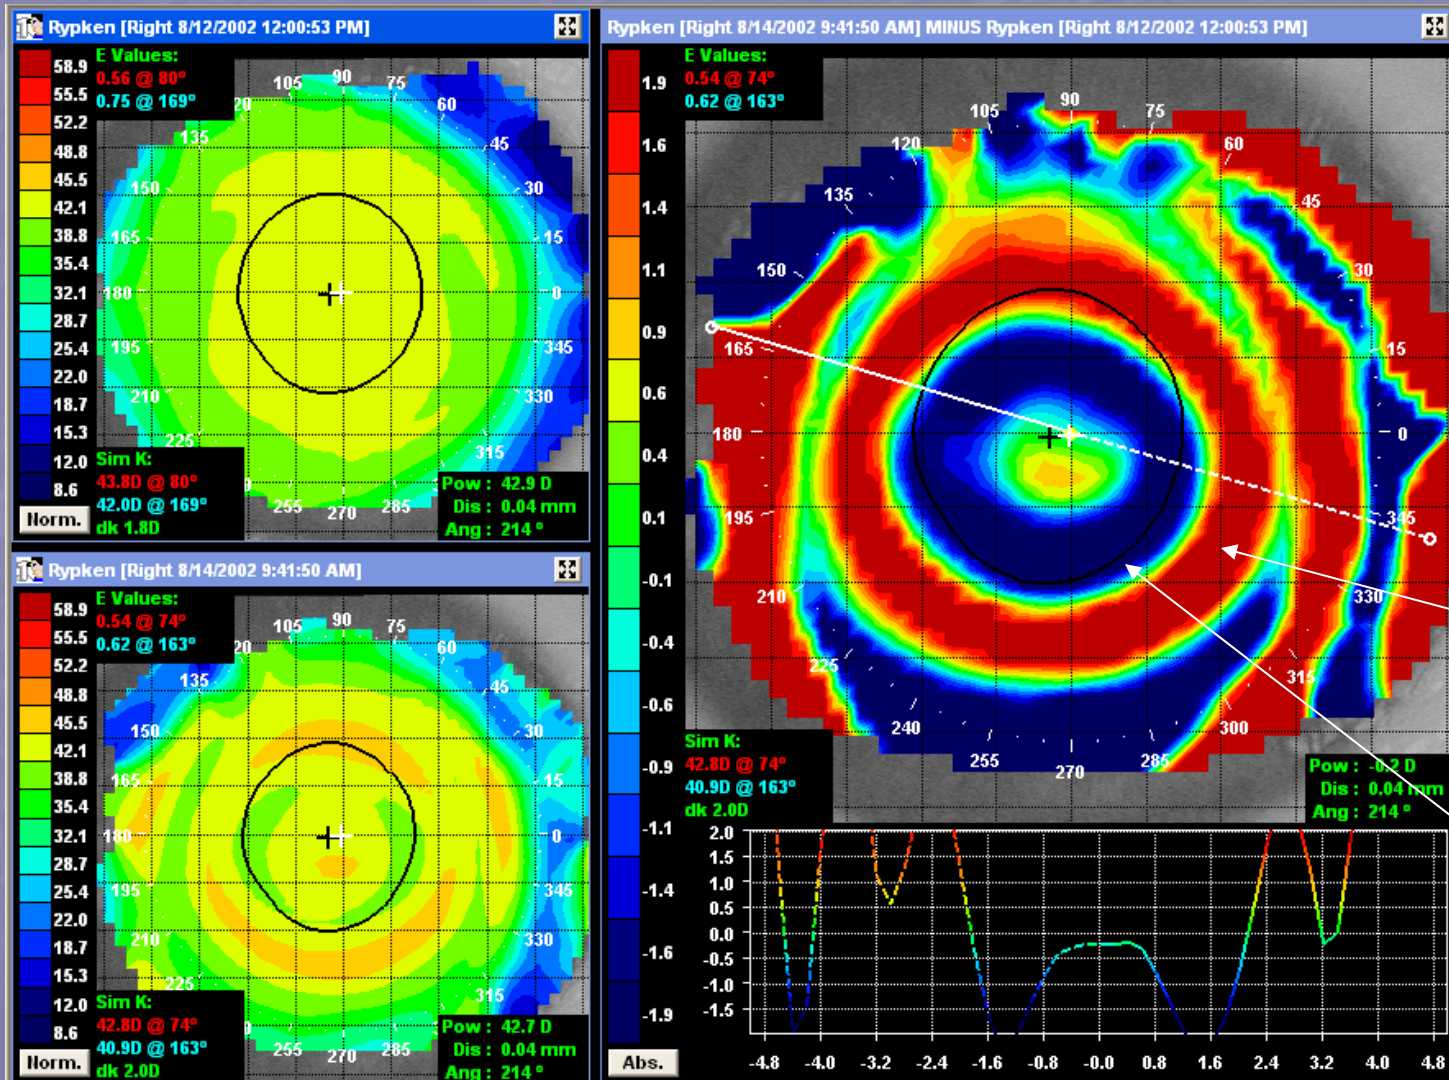 Rypken [Right 8/12/2002 12:00:53 PM]
E Values:
0.56 @ 80°
0.75 @ 169°
58.9
55.5
52.2
48.8
45.5
42.1
38.8
35.4
32.1
28.7
25.4
22.0
18.7
15.3
12.0
8.6
Norm.
105 90 75
20 60
135 45
150 30
165 15
180 0
195 345
210 330
225 315
255 270 285
Sim K:
43.8D @ 80°
42.0D @ 169°
dk 1.8D
Pow : 42.9 D
Dis : 0.04 mm
Ang : 214 °
Rypken [Right 8/14/2002 9:41:50 AM]
E Values:
0.54 @ 74°
0.62 @ 163°
58.9
55.5
52.2
48.8
45.5
42.1
38.8
35.4
32.1
28.7
25.4
22.0
18.7
15.3
12.0
8.6
Norm.
105 90 75
20 60
135 45
150 30
165 15
180 0
195 345
210 330
225 315
255 270 285
Sim K:
42.8D @ 74°
40.9D @ 163°
dk 2.0D
Pow : 42.7 D
Dis : 0.04 mm
Ang : 214 °
Rypken [Right 8/14/2002 9:41:50 AM] MINUS Rypken [Right 8/12/2002 12:00:53 PM]
E Values:
0.54 @ 74°
0.62 @ 163°
1.9
1.6
1.4
1.1
0.9
0.6
0.4
0.1
-0.1
-0.4
-0.6
-0.9
-1.1
-1.4
-1.6
-1.9
Abs.
105 90 75
120 60
135 45
150 30
165 15
180 0
195 345
210 330
225 315
240 300
255 270 285
Sim K:
42.8D @ 74°
40.9D @ 163°
dk 2.0D
Pow : -0.2 D
Dis : 0.04 mm
Ang : 214 °
2.0
1.5
1.0
0.5
0.0
-0.5
-1.0
-1.5
-4.8 -4.0 -3.2 -2.4 -1.6 -0.8 -0.0 0.8 1.6 2.4 3.2 4.0 4.8